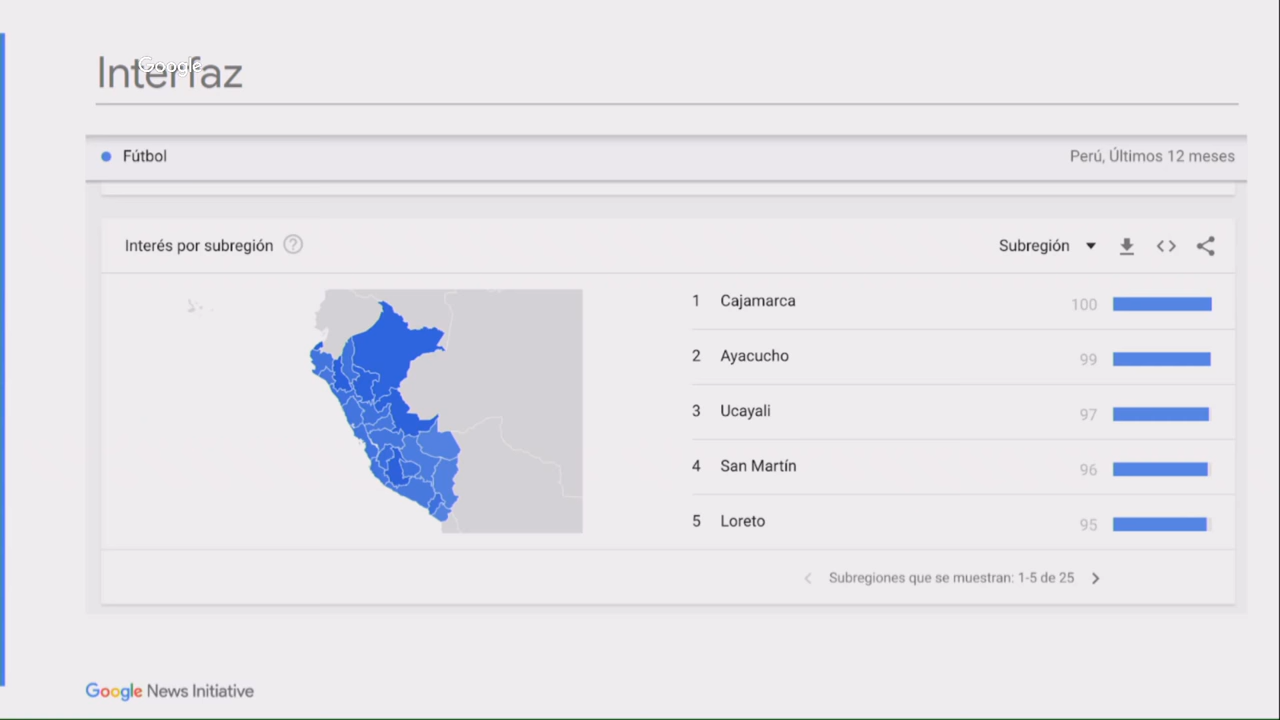 Interfaz
Google
Fútbol
Perú, Últimos 12 meses
Interés por subregión ?
Subregión
1 Cajamarca 100
2 Ayacucho 99
3 Ucayali 97
4 San Martín 96
5 Loreto 95
Subregiones que se muestran: 1-5 de 25
Google News Initiative